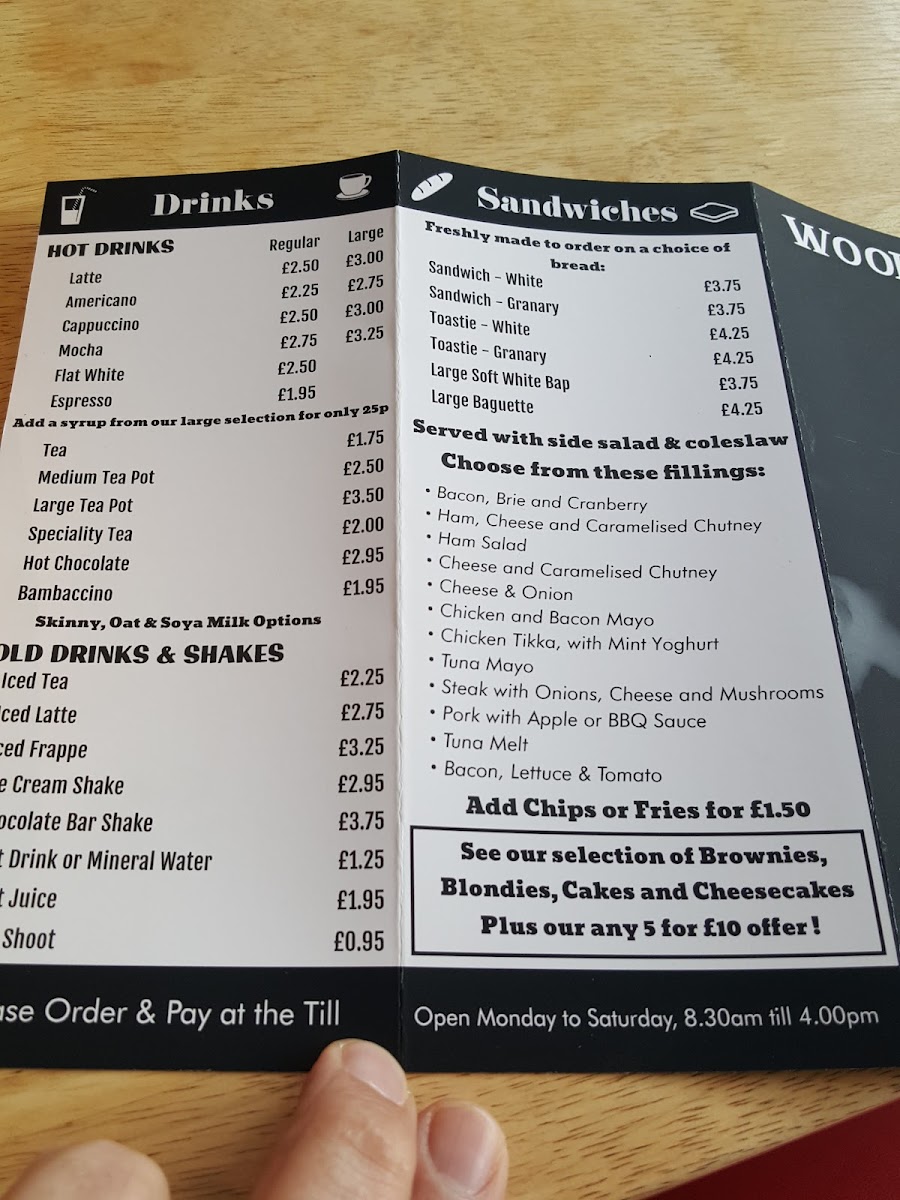 Drinks
HOT DRINKS Regular Large
Latte £2.50 £3.00
Americano £2.25 £2.75
Cappuccino £2.50 £3.00
Mocha £2.75 £3.25
Flat White £2.50
Espresso £1.95
Add a syrup from our large selection for only 25p
Tea £1.75
Medium Tea Pot £2.50
Large Tea Pot £3.50
Speciality Tea £2.00
Hot Chocolate £2.95
Bambaccino £1.95
Skinny, Oat & Soya Milk Options
OLD DRINKS & SHAKES
Iced Tea £2.25
Iced Latte £2.75
ced Frappe £3.25
e Cream Shake £2.95
ocolate Bar Shake £3.75
t Drink or Mineral Water £1.25
t Juice £1.95
Shoot £0.95
ase Order & Pay at the Till
Sandwiches
Freshly made to order on a choice of
bread:
Sandwich - White £3.75
Sandwich - Granary £3.75
Toastie - White £4.25
Toastie - Granary £4.25
Large Soft White Bap £3.75
Large Baguette £4.25
Served with side salad & coleslaw
Choose from these fillings:
• Bacon, Brie and Cranberry
• Ham, Cheese and Caramelised Chutney
• Ham Salad
• Cheese and Caramelised Chutney
• Cheese & Onion
• Chicken and Bacon Mayo
• Chicken Tikka, with Mint Yoghurt
• Tuna Mayo
• Steak with Onions, Cheese and Mushrooms
• Pork with Apple or BBQ Sauce
• Tuna Melt
• Bacon, Lettuce & Tomato
Add Chips or Fries for £1.50
See our selection of Brownies,
Blondies, Cakes and Cheesecakes
Plus our any 5 for £10 offer!
Open Monday to Saturday, 8.30am till 4.00pm
WOO